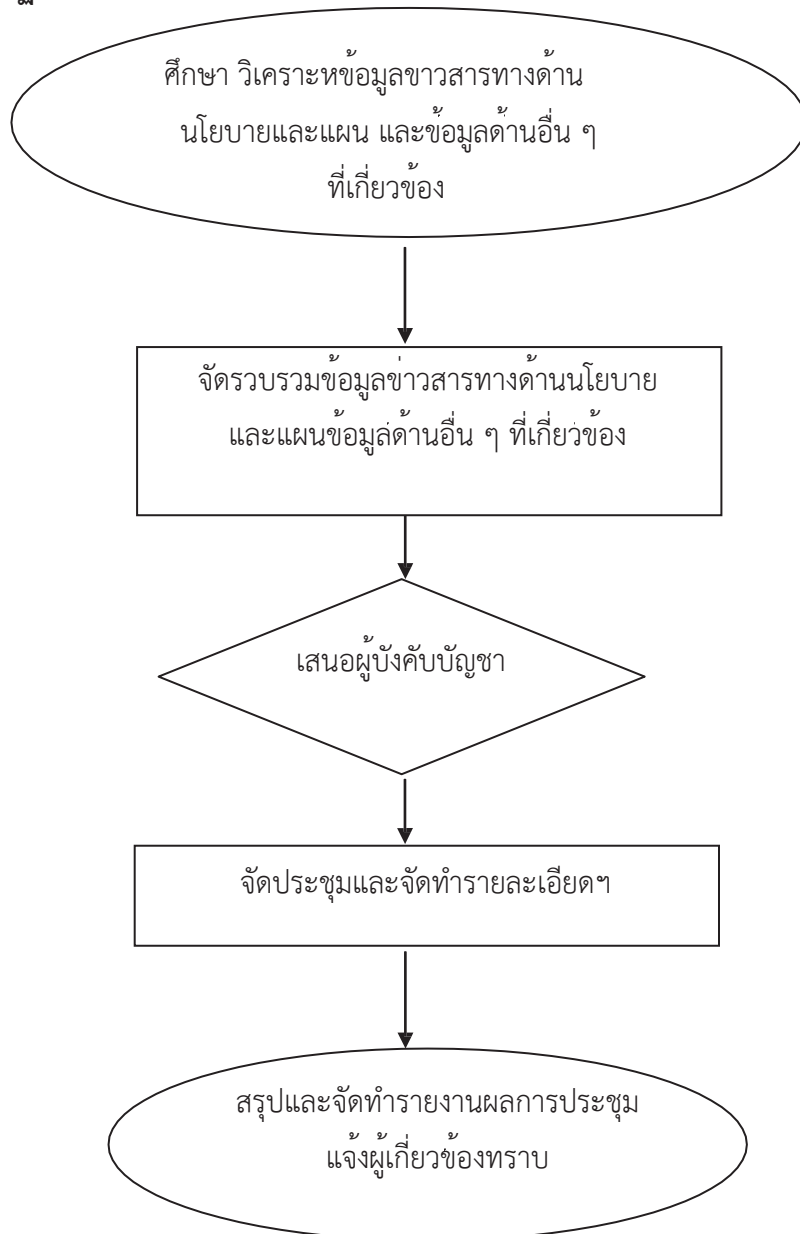 ศึกษา วิเคราะหข้อมูลขาวสารทางด้าน
นโยบายและแผน และข้อมูลด้านอื่น ๆ
ที่เกี่ยวข้อง
จัดรวบรวมข้อมูลข่าวสารทางด้านนโยบาย
และแผนข้อมูลด้านอื่น ๆ ที่เกี่ยวข้อง
เสนอผู้บังคับบัญชา
จัดประชุมและจัดทำรายละเอียดฯ
สรุปและจัดทำรายงานผลการประชุม
แจ้งผู้เกี่ยวข้องทราบ